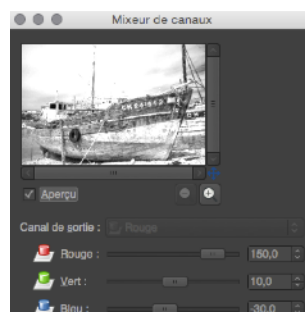 Mixeur de canaux
Aperçu
Canal de sortie : Rouge
Rouge : 150,0
Vert : 10,0
Bleu : 30,0